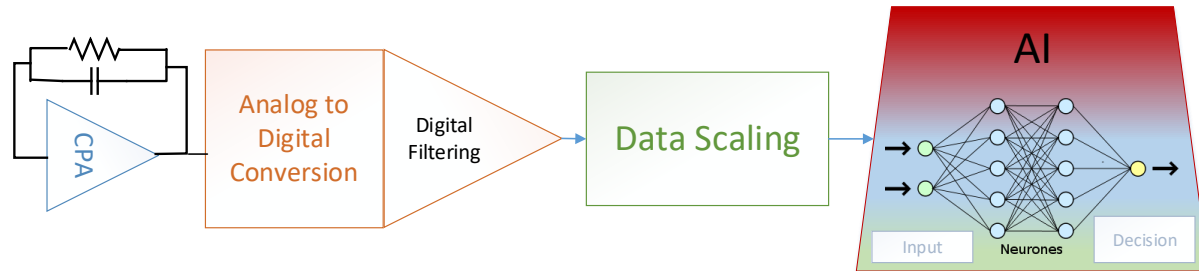 CPA
Analog to
Digital
Conversion
Digital
Filtering
Data Scaling
AI
Input
Neurones
Decision